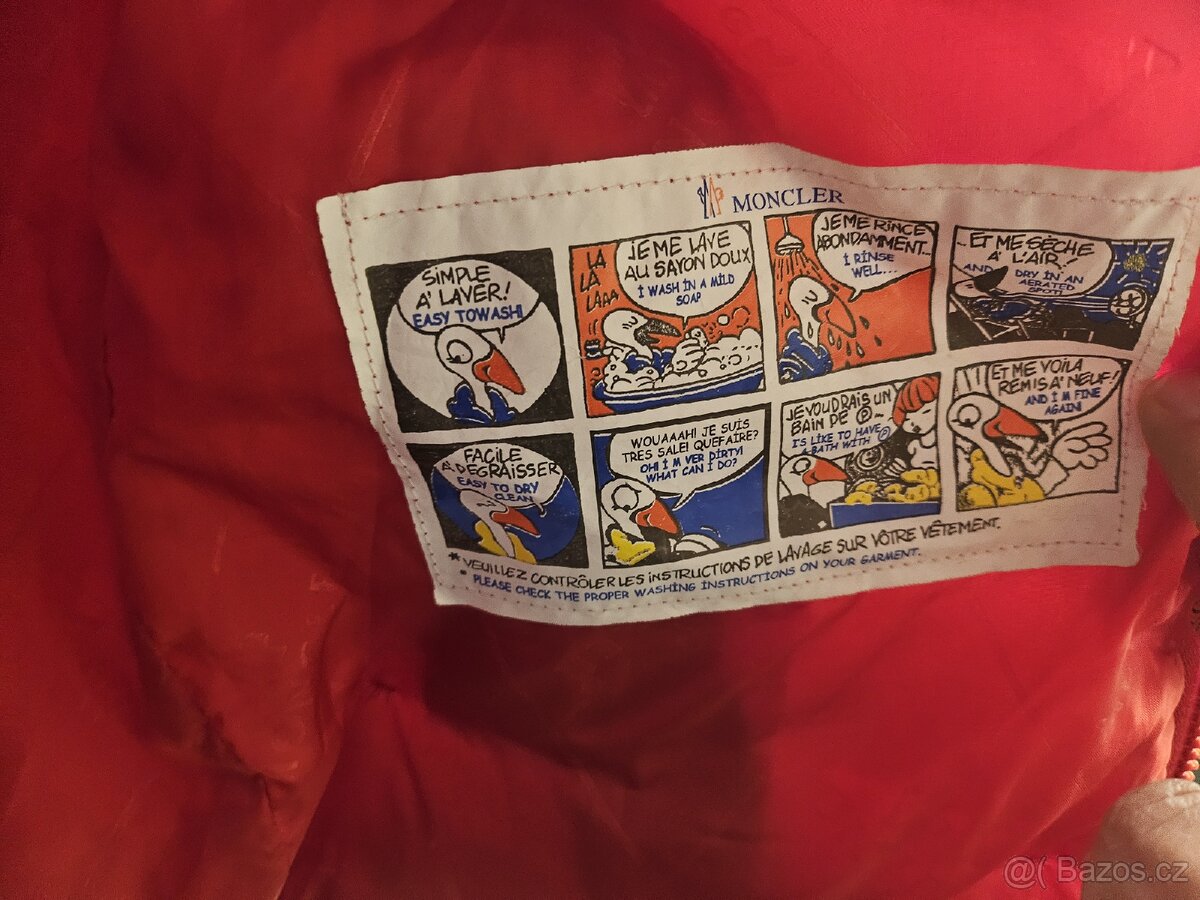 MONCLER
SIMPLE
A' LAVER!
EASY TOWASH!
LA
LA
LAAA
JE ME LAVE
AU SAVON DOUX
I WASH IN A MILD
SOAP
JE ME RINCE
ABONDAMMENT...
I RINSE
WELL...
...ET ME SÈCHE
A' L'AIR!
AND DRY IN AN
AERATED
SPOT!
FACILE
A DEGRAISSER
EASY TO DRY
CLEAN
WOUAAAH! JE SUIS
TRES SALE! QUEFAIRE?
OH! I M VER DIRTY!
WHAT CAN I DO?
JE VOUDRAIS UN
BAIN DE Ⓟ~
I'S LIKE TO HAVE
A BATH WITH Ⓟ
ET ME VOILA
REMIS A' NEUF!
AND I M FINE
AGAIN!
* VEUILLEZ CONTRÔLER LES INSTRUCTIONS DE LAVAGE SUR VÔTRE VÊTEMENT.
* PLEASE CHECK THE PROPER WASHING INSTRUCTIONS ON YOUR GARMENT.
@( Bazos.cz